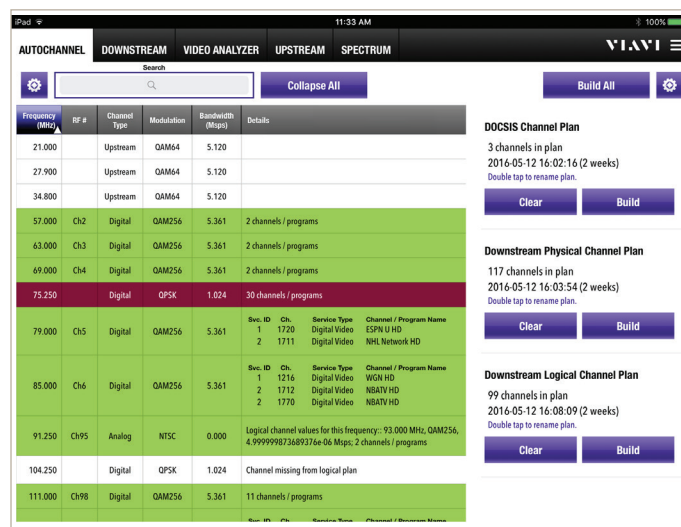 iPad 11:33 AM 100%
AUTOCHANNEL DOWNSTREAM VIDEO ANALYZER UPSTREAM SPECTRUM VIAVI
Search
Collapse All Build All
Frequency (MHz) RF # Channel Type Modulation Bandwidth (Msps) Details
21.000 Upstream QAM64 5.120
27.900 Upstream QAM64 5.120
34.800 Upstream QAM64 5.120
57.000 Ch2 Digital QAM256 5.361 2 channels / programs
63.000 Ch3 Digital QAM256 5.361 2 channels / programs
69.000 Ch4 Digital QAM256 5.361 2 channels / programs
75.250 Digital QPSK 1.024 30 channels / programs
79.000 Ch5 Digital QAM256 5.361
Svc. ID Ch. Service Type Channel / Program Name
1 1720 Digital Video ESPN U HD
2 1711 Digital Video NHL Network HD
85.000 Ch6 Digital QAM256 5.361
Svc. ID Ch. Service Type Channel / Program Name
1 1216 Digital Video WGN HD
2 1712 Digital Video NBATV HD
2 1770 Digital Video NBATV HD
91.250 Ch95 Analog NTSC 0.000
Logical channel values for this frequency:: 93.000 MHz, QAM256,
4.999999873689376e-06 Msps; 2 channels / programs
104.250 Digital QPSK 1.024 Channel missing from logical plan
111.000 Ch98 Digital QAM256 5.361 11 channels / programs
Svc. ID Ch. Service Type Channel / Program Name
DOCSIS Channel Plan
3 channels in plan
2016-05-12 16:02:16 (2 weeks)
Double tap to rename plan.
Clear Build
Downstream Physical Channel Plan
117 channels in plan
2016-05-12 16:03:54 (2 weeks)
Double tap to rename plan.
Clear Build
Downstream Logical Channel Plan
99 channels in plan
2016-05-12 16:08:09 (2 weeks)
Double tap to rename plan.
Clear Build